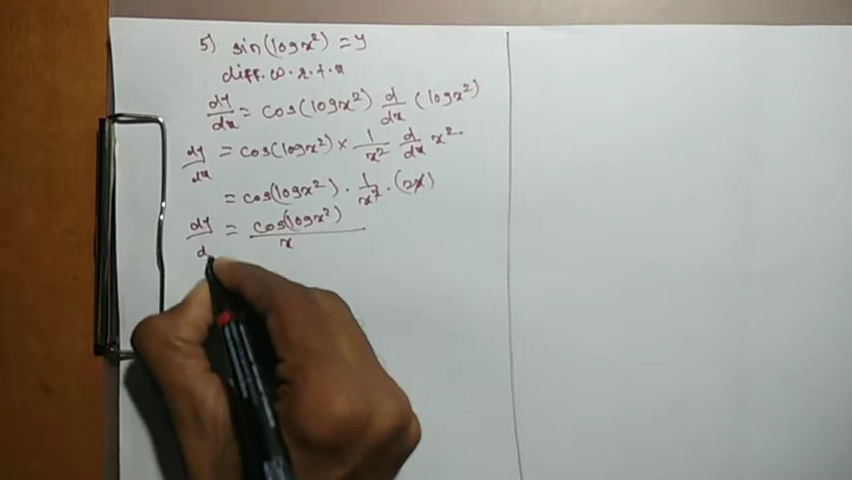 5) sin(logx²) = y
diff. w.r.t.x
dy/dx = cos(logx²) d/dx (logx²)
dy/dx = cos(logx²) × 1/x² d/dx x²
= cos(logx²) · 1/x² · (2x)
dy/d = cos(logx²)/x